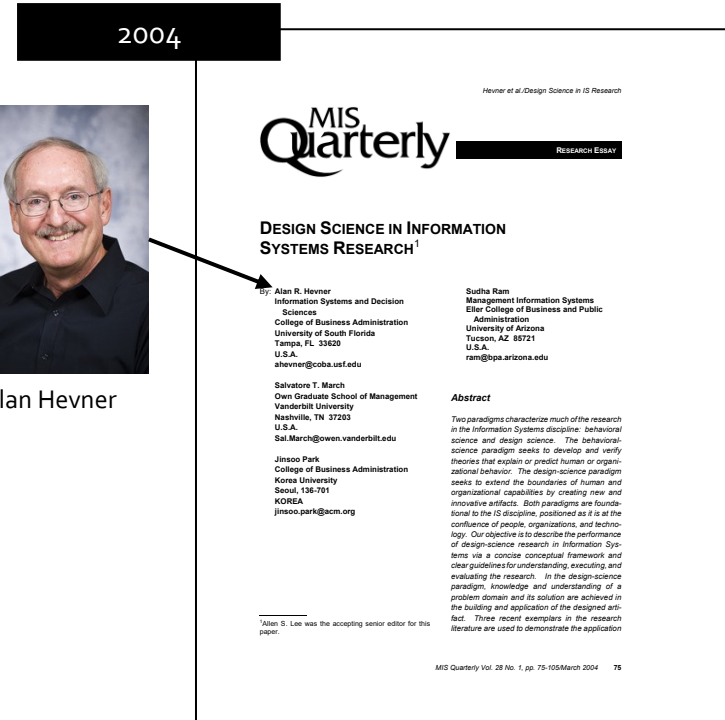 2004
lan Hevner
Hevner et al./Design Science in IS Research
MIS
Quarterly
RESEARCH ESSAY
DESIGN SCIENCE IN INFORMATION
SYSTEMS RESEARCH1
By: Alan R. Hevner
Information Systems and Decision
Sciences
College of Business Administration
University of South Florida
Tampa, FL 33620
U.S.A.
ahevner@coba.usf.edu
Salvatore T. March
Own Graduate School of Management
Vanderbilt University
Nashville, TN 37203
U.S.A.
Sal.March@owen.vanderbilt.edu
Jinsoo Park
College of Business Administration
Korea University
Seoul, 136-701
KOREA
jinsoo.park@acm.org
1Allen S. Lee was the accepting senior editor for this
paper.
Sudha Ram
Management Information Systems
Eller College of Business and Public
Administration
University of Arizona
Tucson, AZ 85721
U.S.A.
ram@bpa.arizona.edu
Abstract
Two paradigms characterize much of the research
in the Information Systems discipline: behavioral
science and design science. The behavioral-
science paradigm seeks to develop and verify
theories that explain or predict human or organi-
zational behavior. The design-science paradigm
seeks to extend the boundaries of human and
organizational capabilities by creating new and
innovative artifacts. Both paradigms are founda-
tional to the IS discipline, positioned as it is at the
confluence of people, organizations, and techno-
logy. Our objective is to describe the performance
of design-science research in Information Sys-
tems via a concise conceptual framework and
clear guidelines for understanding, executing, and
evaluating the research. In the design-science
paradigm, knowledge and understanding of a
problem domain and its solution are achieved in
the building and application of the designed arti-
fact. Three recent exemplars in the research
literature are used to demonstrate the application
MIS Quarterly Vol. 28 No. 1, pp. 75-105/March 2004 75